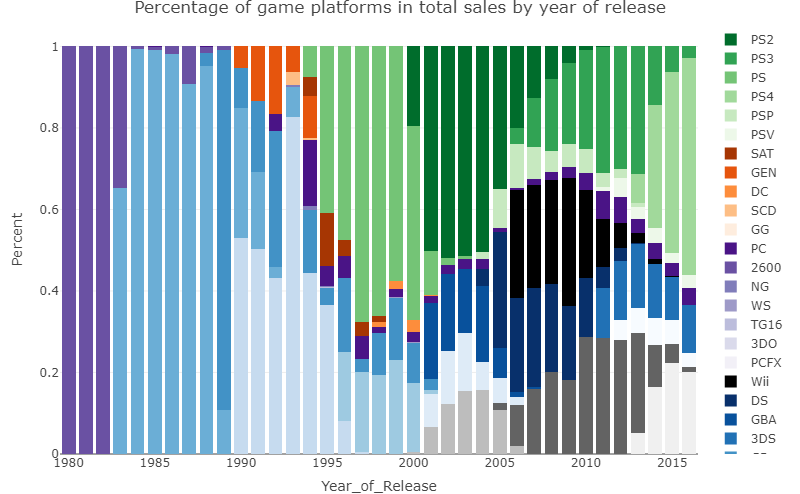 Percentage of game platforms in total sales by year of release
PS2
PS3
PS
PS4
PSP
PSV
SAT
GEN
DC
SCD
GG
PC
2600
NG
WS
TG16
3DO
PCFX
Wii
DS
GBA
3DS
1
0.8
0.6
0.4
0.2
0
Percent
1980
1985
1990
1995
2000
2005
2010
2015
Year_of_Release